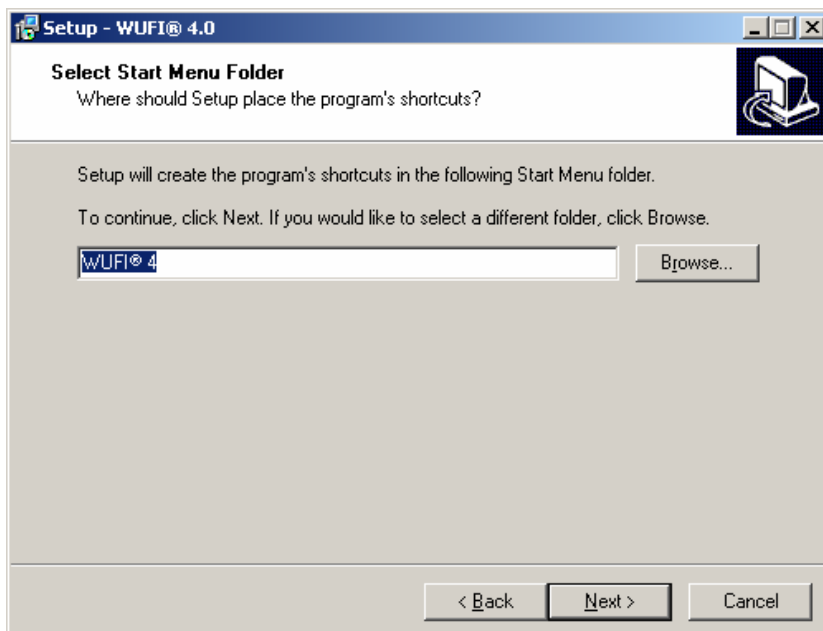 Setup - WUFI® 4.0
Select Start Menu Folder
Where should Setup place the program's shortcuts?
Setup will create the program's shortcuts in the following Start Menu folder.
To continue, click Next. If you would like to select a different folder, click Browse.
WUFI® 4
Browse...
< Back
Next >
Cancel